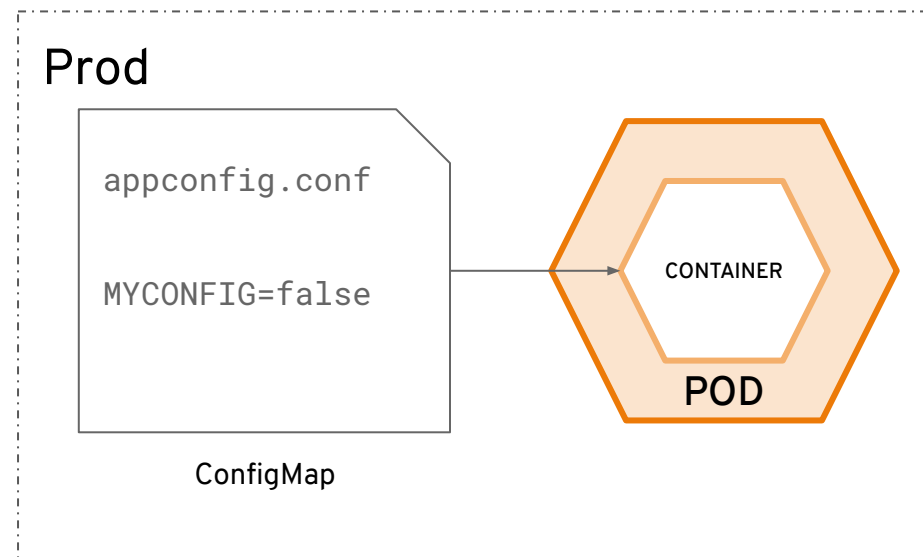 Prod
appconfig.conf
MYCONFIG=false
ConfigMap
CONTAINER
POD